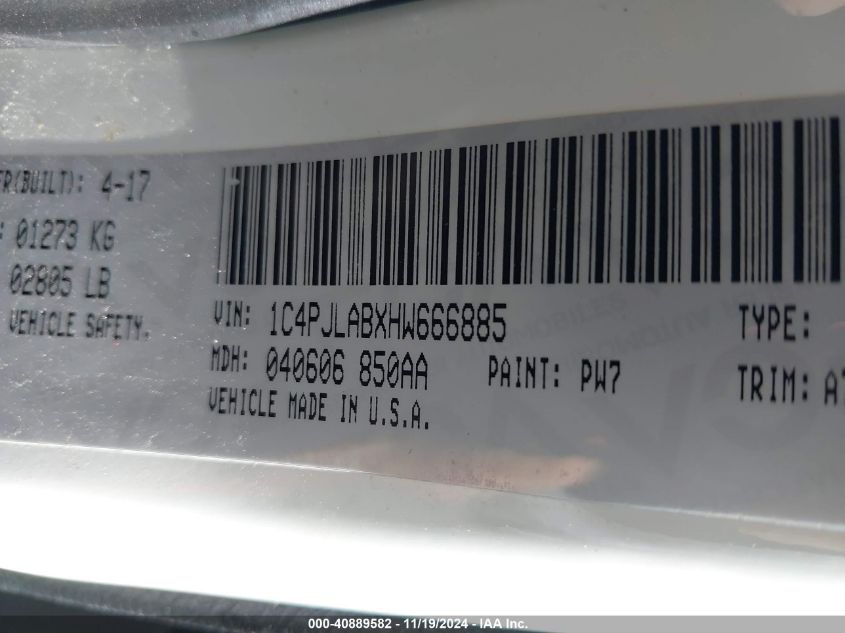 (BUILT): 4-17
01273 KG
02805 LB
VEHICLE SAFETY.
VIN: 1C4PJLABXHW666885
MDH: 040606 850AA
PAINT: PW7
VEHICLE MADE IN U.S.A.
TYPE:
TRIM: A7
000-40889582 - 11/19/2024 - IAA Inc.